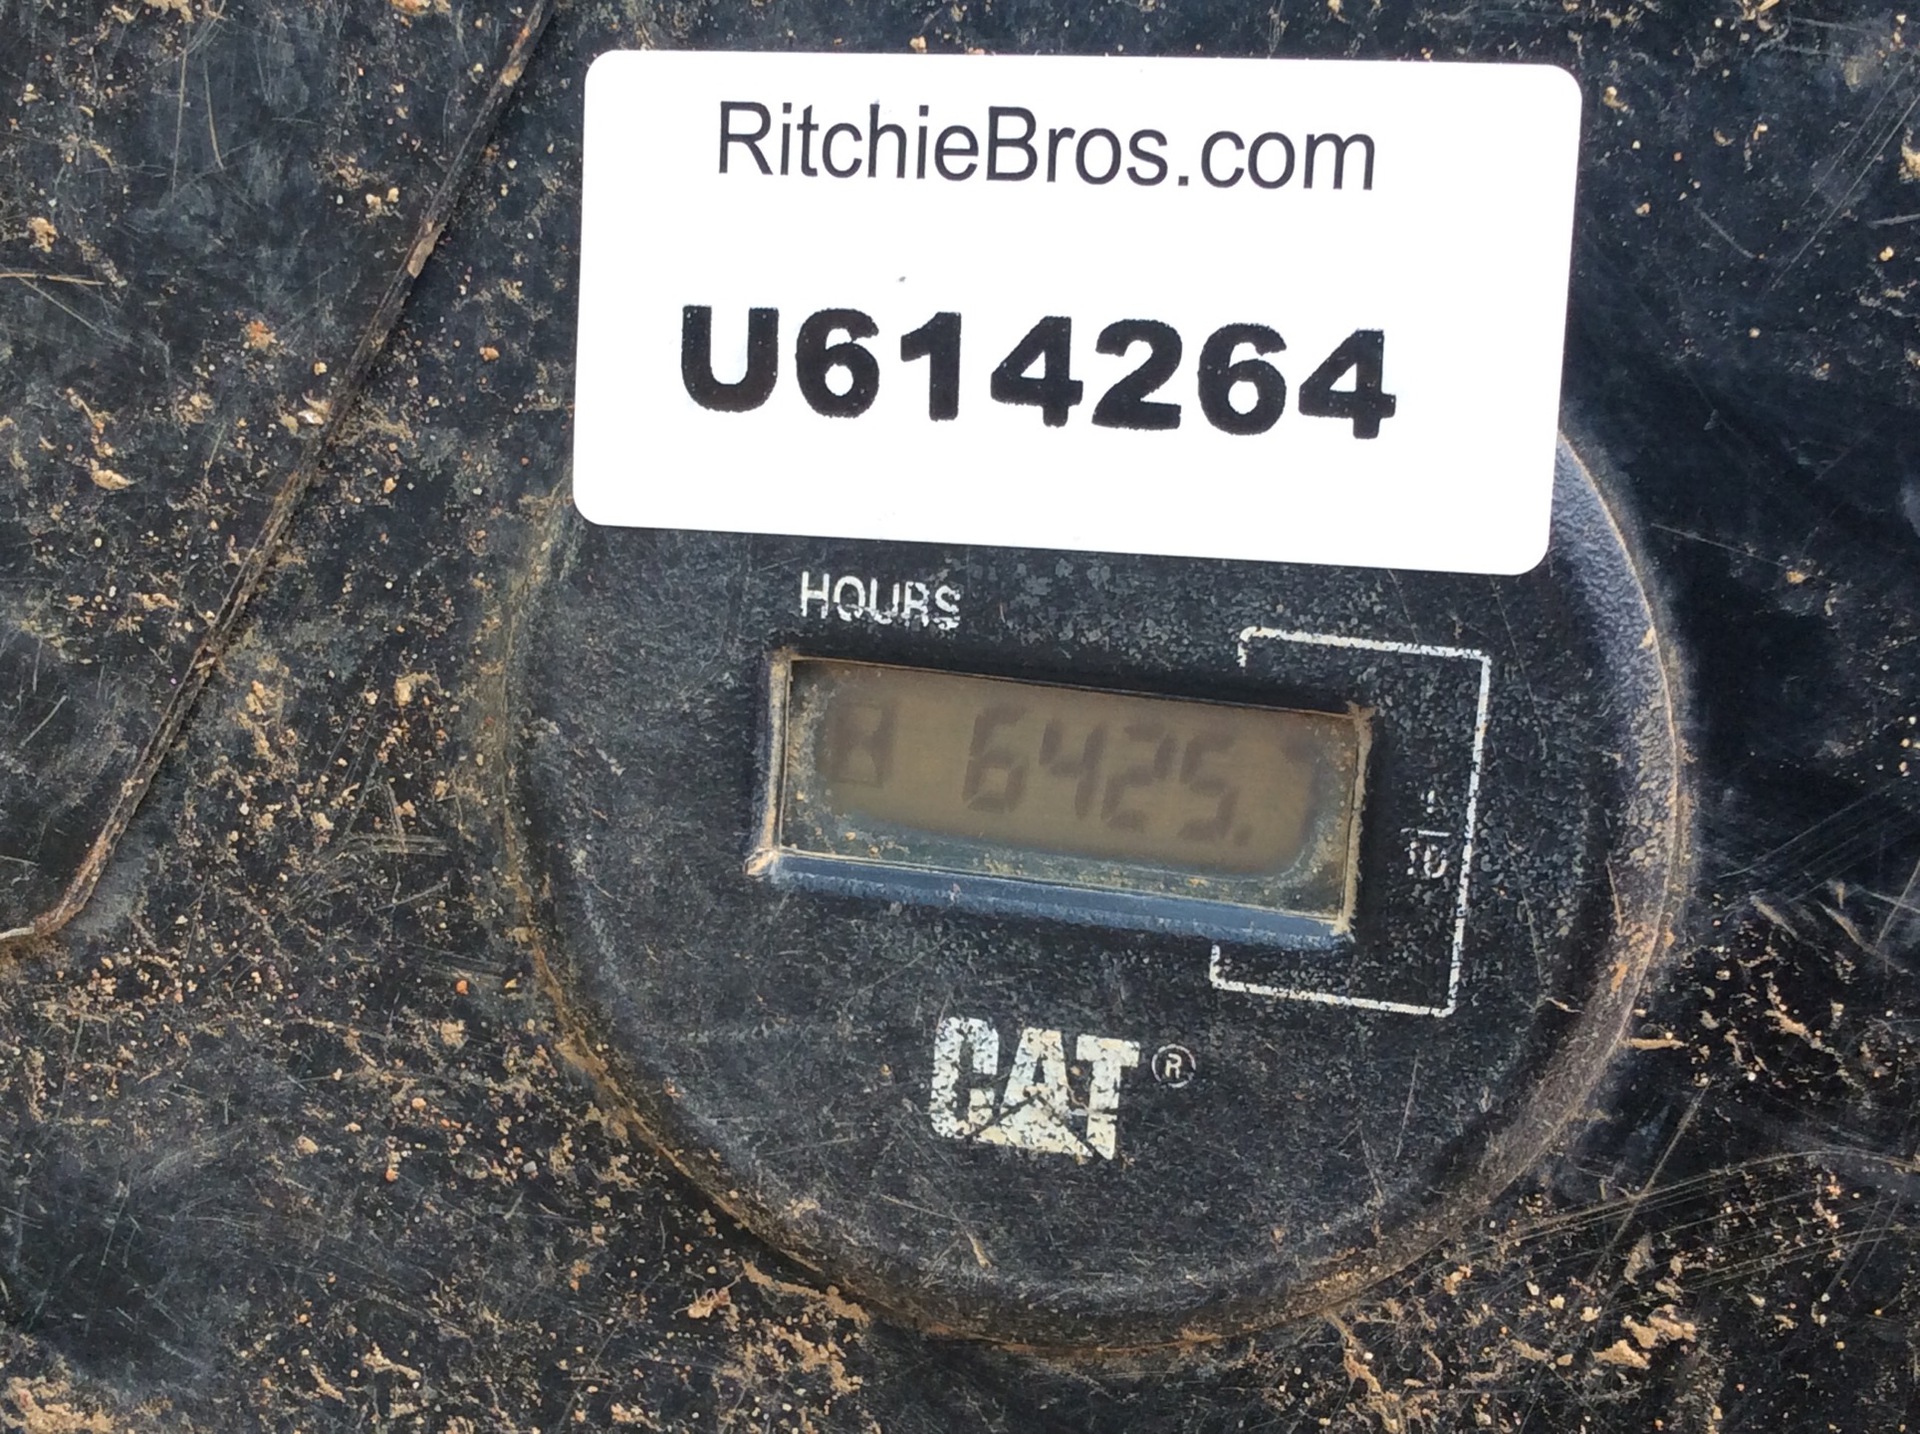 RitchieBros.com
U614264
HOURS
6425.
1/10
CAT®